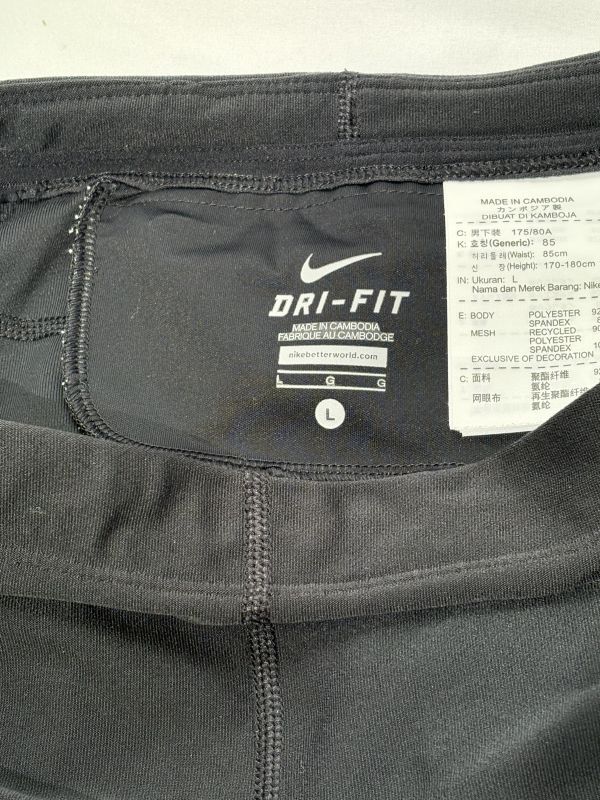 DRI-FIT
MADE IN CAMBODIA
FABRIQUE AU CAMBODGE
nikebetterworld.com
L G G
L
MADE IN CAMBODIA
カンボジア製
DIBUAT DI KAMBOJA
C: 男下装 175/80A
K: 호칭(Generic): 85
허리둘레(Waist): 85cm
신 장(Height): 170-180cm
IN: Ukuran: L
Nama dan Merek Barang: Nike
E: BODY POLYESTER 92
SPANDEX
MESH RECYCLED 90
POLYESTER
SPANDEX 10
EXCLUSIVE OF DECORATION
C: 面料 聚酯纤维 92
氨纶
网眼布 再生聚酯纤维
氨纶